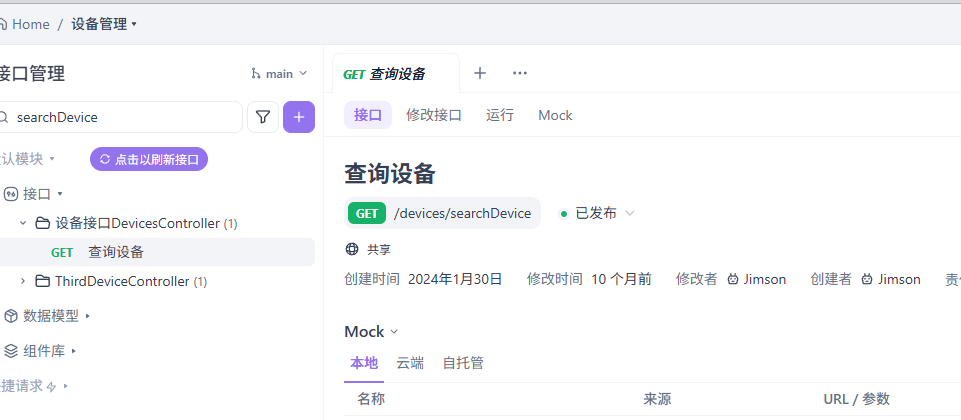 Home / 设备管理
接口管理
main
searchDevice
默认模块
点击以刷新接口
接口
设备接口DevicesController (1)
GET 查询设备
ThirdDeviceController (1)
数据模型
组件库
快捷请求
GET 查询设备
接口 修改接口 运行 Mock
查询设备
GET /devices/searchDevice 已发布
共享
创建时间 2024年1月30日 修改时间 10 个月前 修改者 Jimson 创建者 Jimson 责
Mock
本地 云端 自托管
名称 来源 URL / 参数